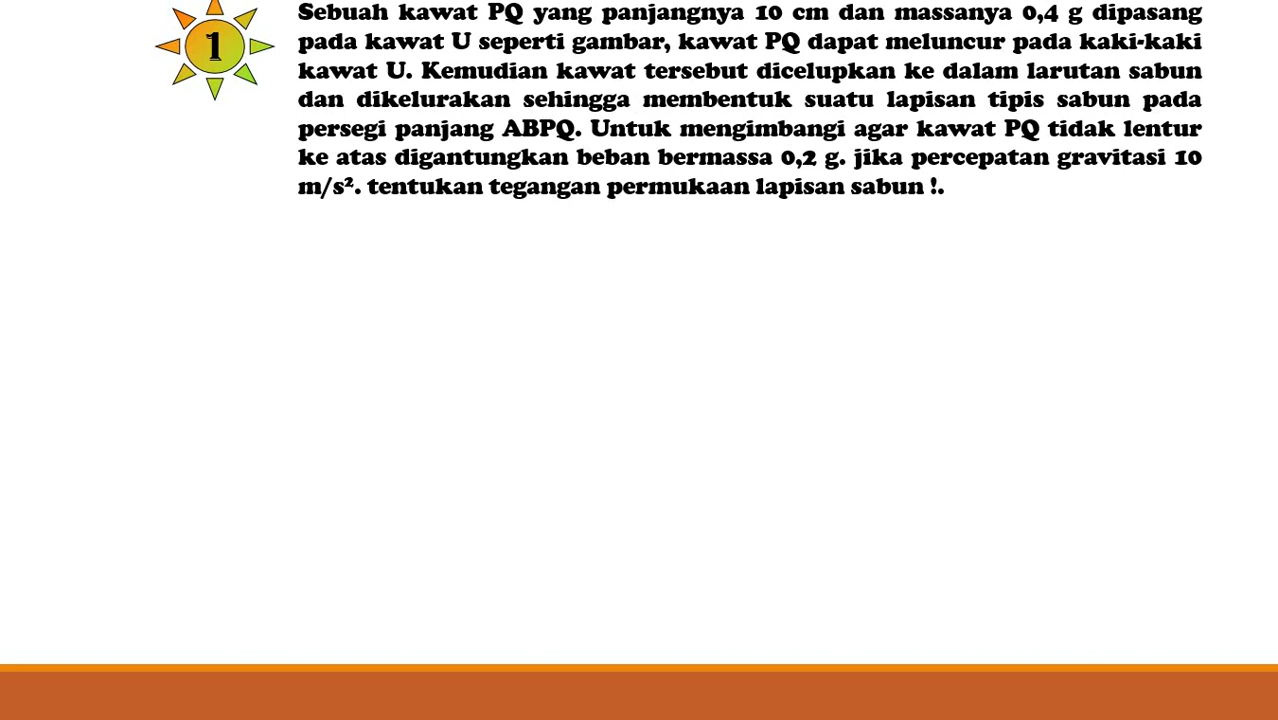 1
Sebuah kawat PQ yang panjangnya 10 cm dan massanya 0,4 g dipasang
pada kawat U seperti gambar, kawat PQ dapat meluncur pada kaki-kaki
kawat U. Kemudian kawat tersebut dicelupkan ke dalam larutan sabun
dan dikelurakan sehingga membentuk suatu lapisan tipis sabun pada
persegi panjang ABPQ. Untuk mengimbangi agar kawat PQ tidak lentur
ke atas digantungkan beban bermassa 0,2 g. jika percepatan gravitasi 10
m/s². tentukan tegangan permukaan lapisan sabun !.